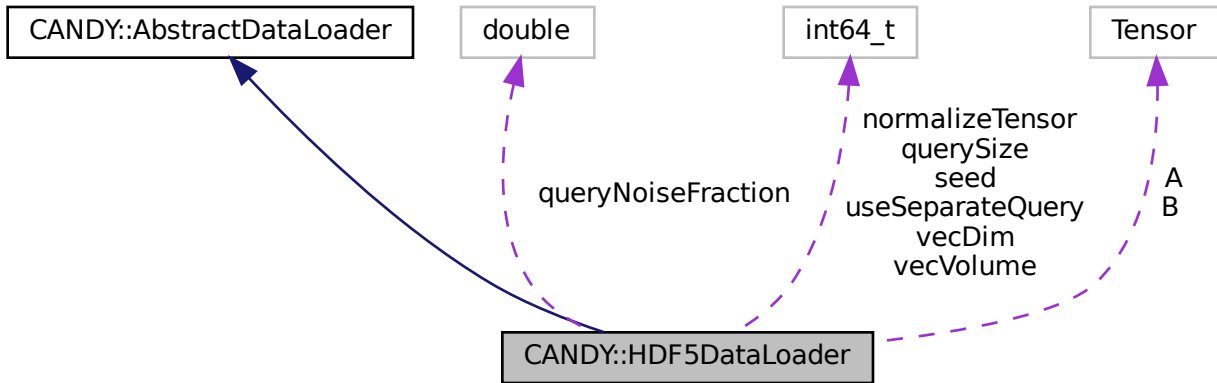 CANDY::AbstractDataLoader
double
int64_t
Tensor
queryNoiseFraction
normalizeTensor
querySize
seed
useSeparateQuery
vecDim
vecVolume
A
B
CANDY::HDF5DataLoader